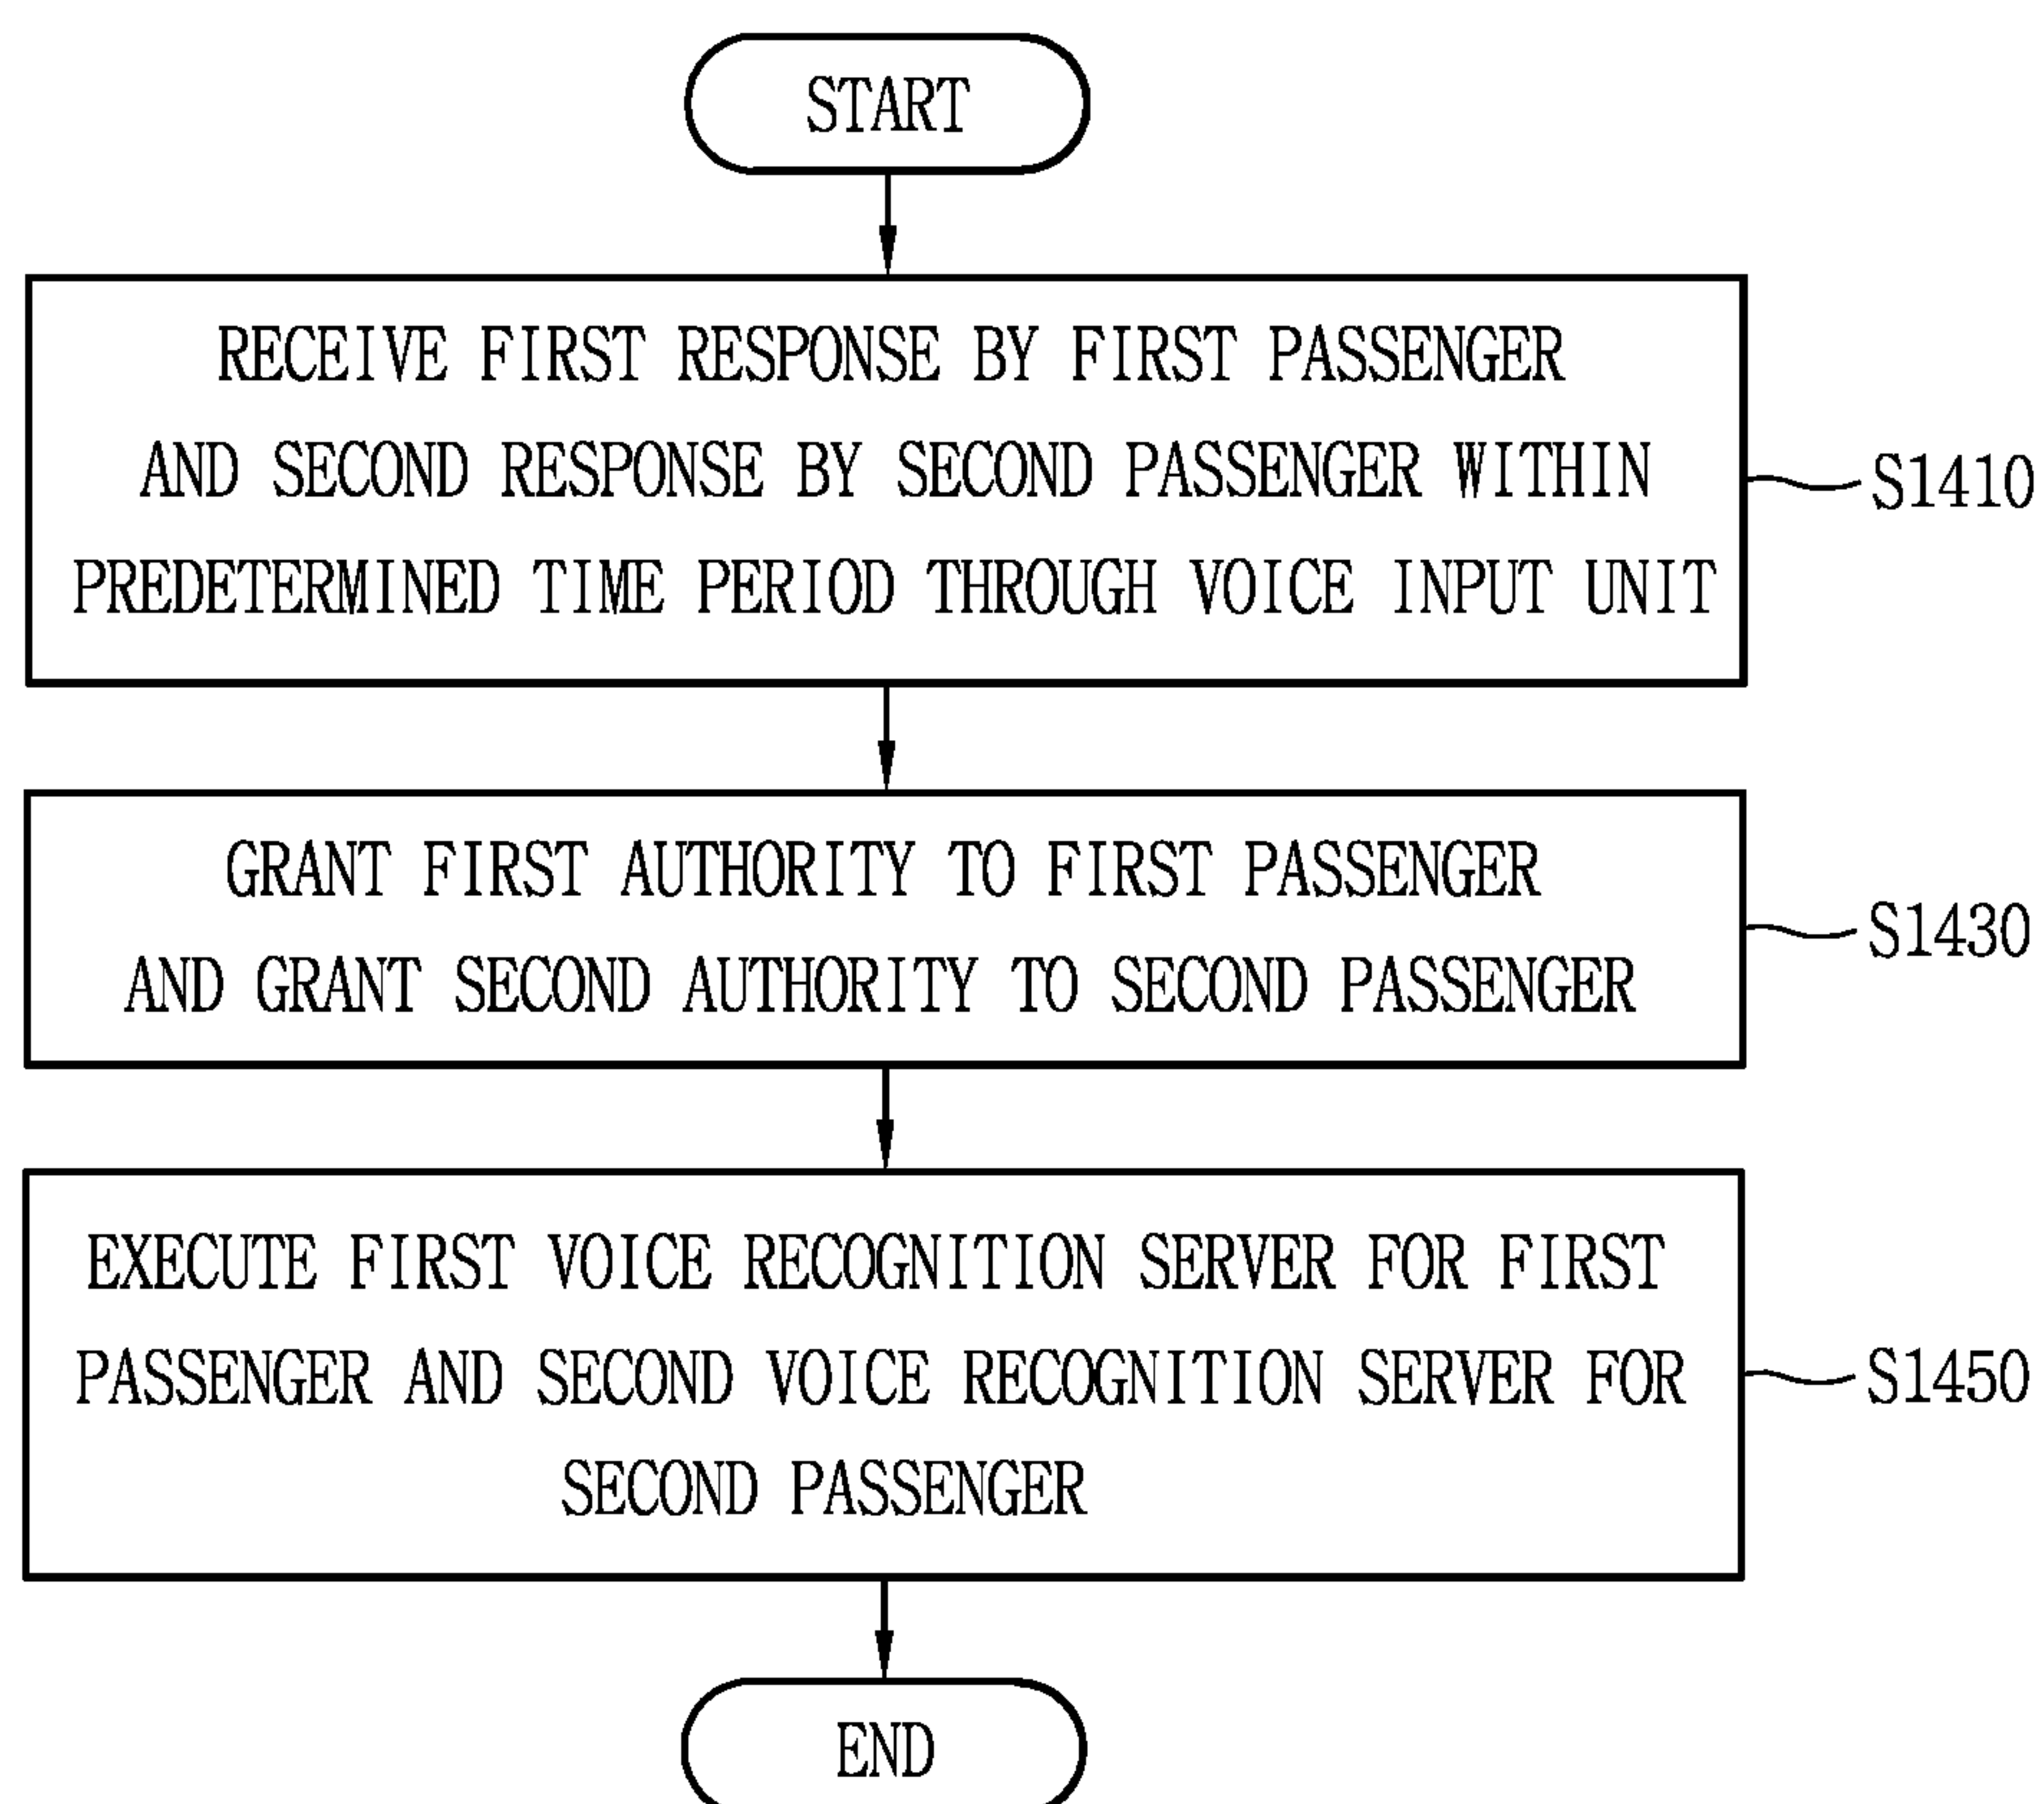 START
RECEIVE FIRST RESPONSE BY FIRST PASSENGER
AND SECOND RESPONSE BY SECOND PASSENGER WITHIN
PREDETERMINED TIME PERIOD THROUGH VOICE INPUT UNIT
S1410
GRANT FIRST AUTHORITY TO FIRST PASSENGER
AND GRANT SECOND AUTHORITY TO SECOND PASSENGER
S1430
EXECUTE FIRST VOICE RECOGNITION SERVER FOR FIRST
PASSENGER AND SECOND VOICE RECOGNITION SERVER FOR
SECOND PASSENGER
S1450
END